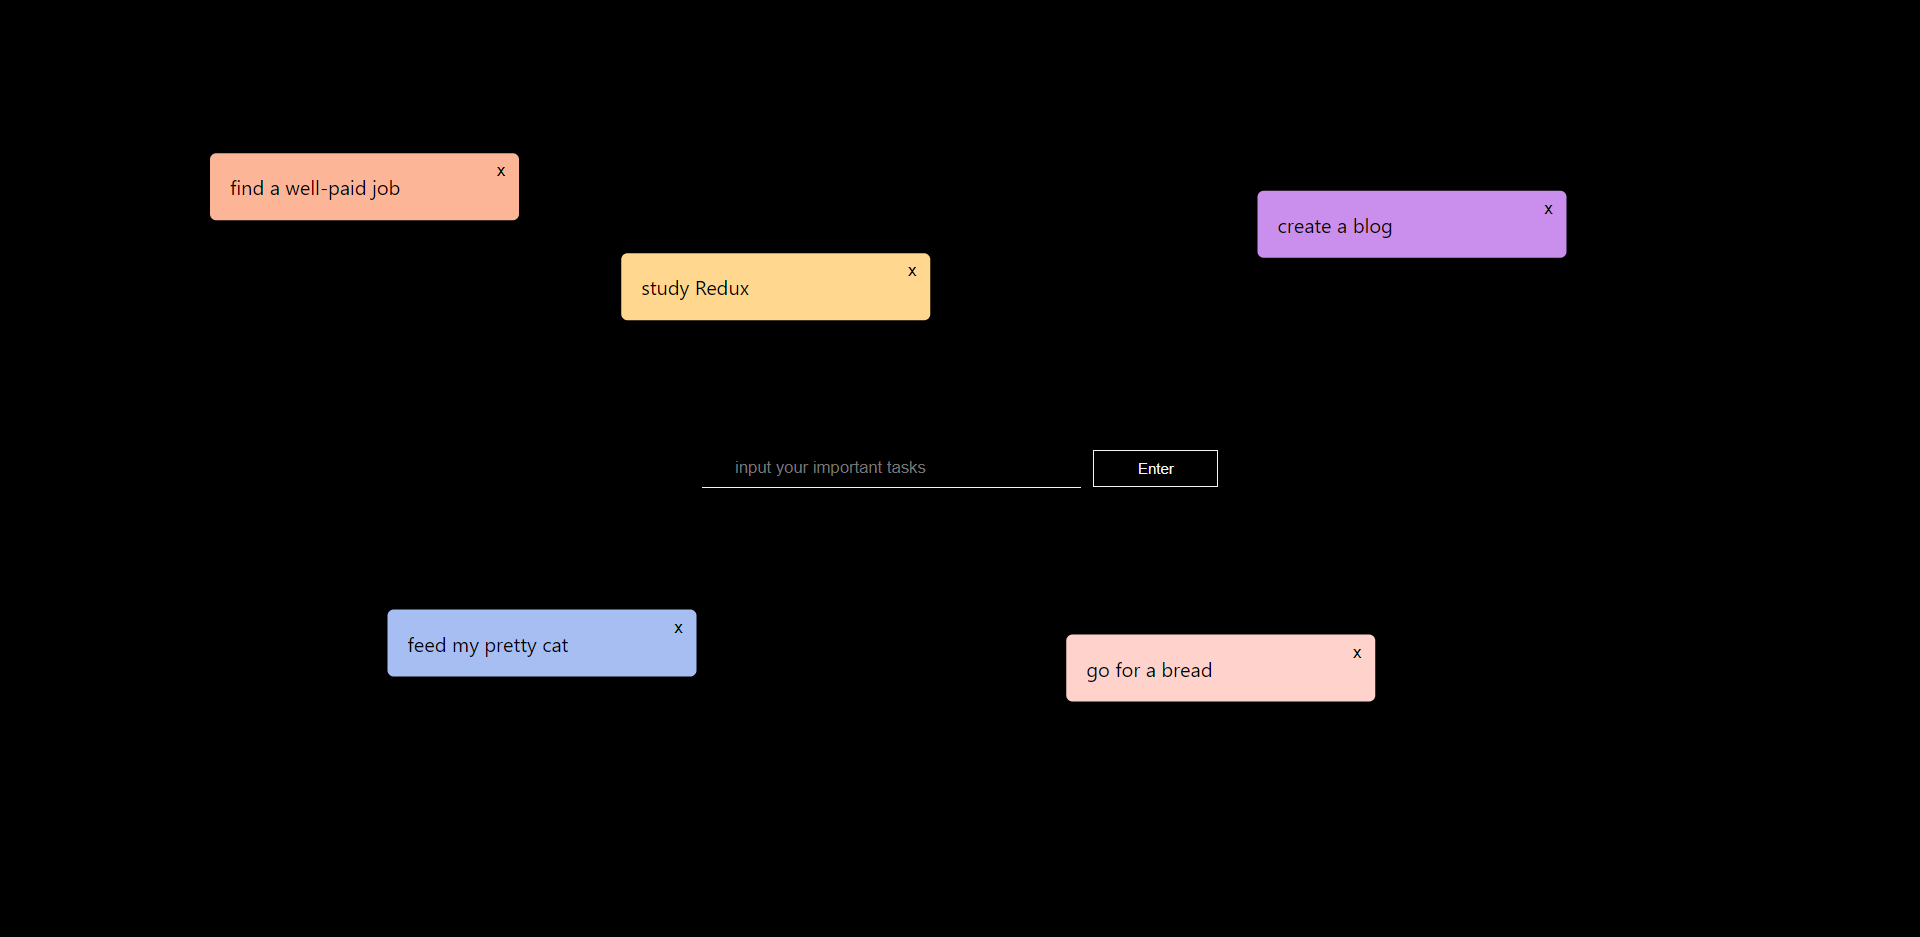 x
find a well-paid job
x
create a blog
x
study Redux
input your important tasks
Enter
x
feed my pretty cat
x
go for a bread